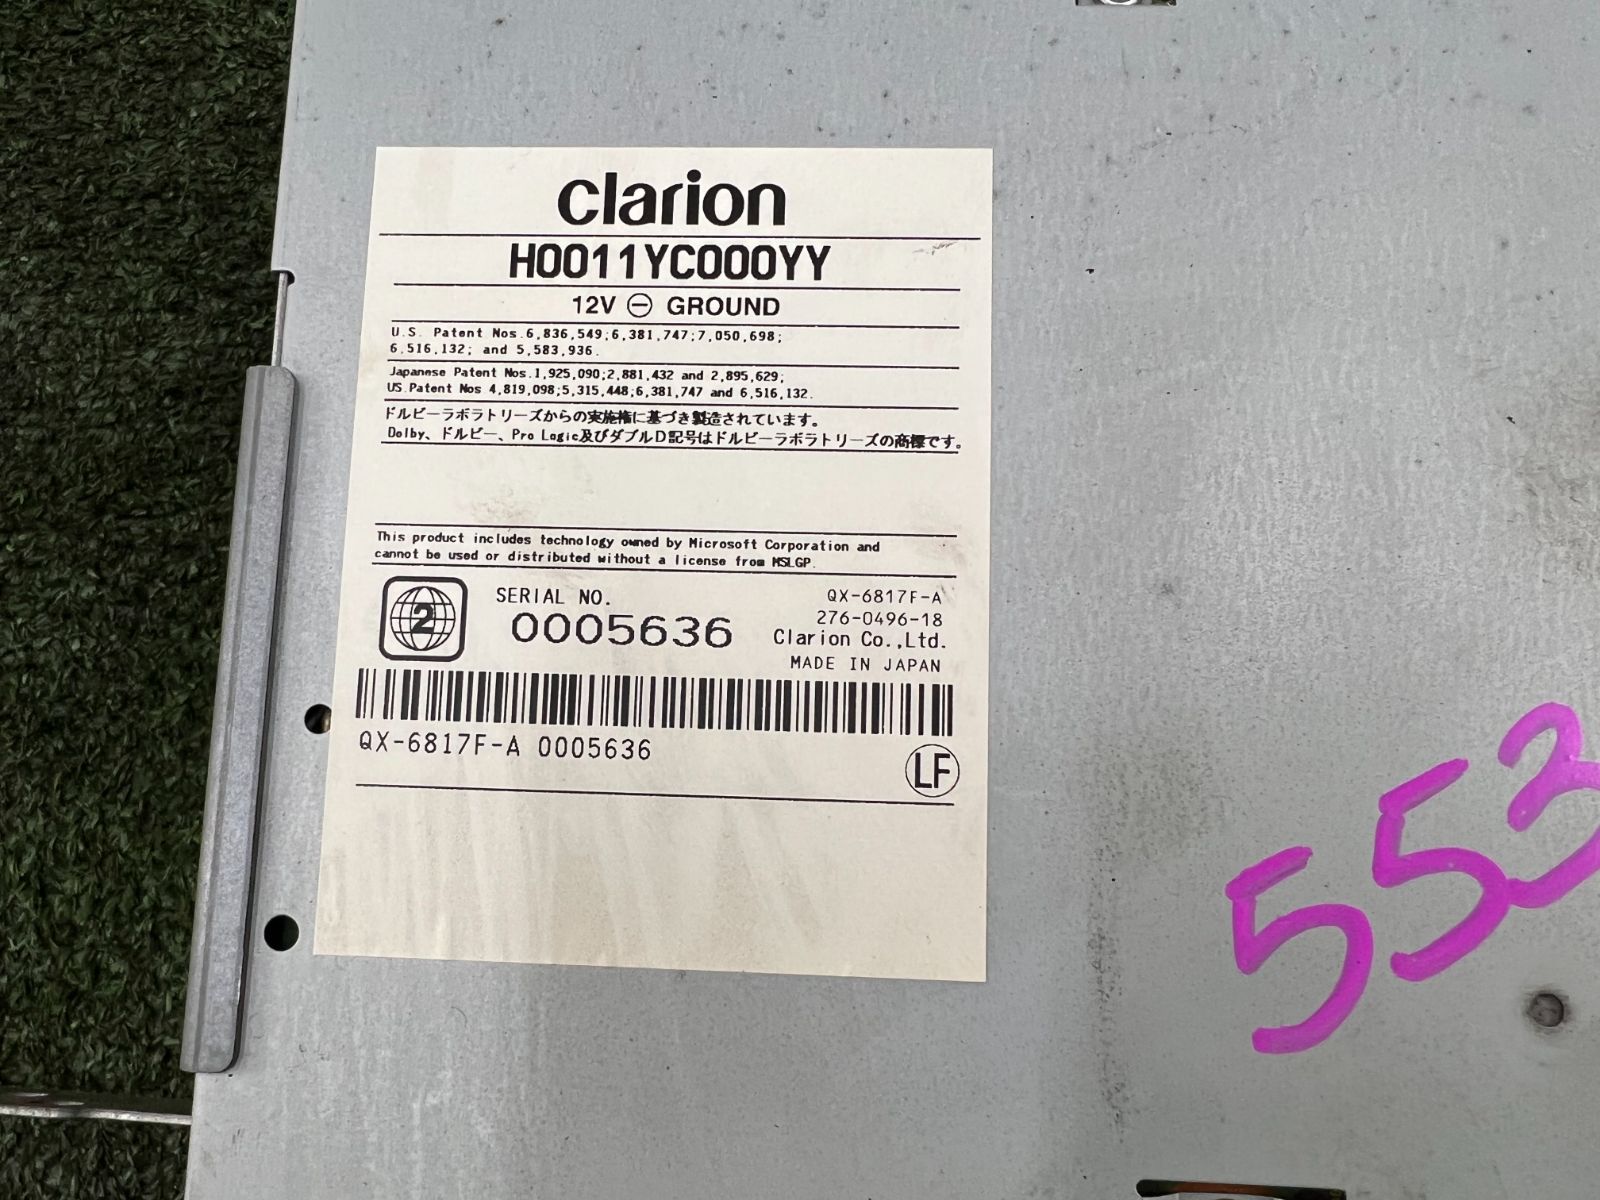 clarion
H0011YC000YY
12V ⊖ GROUND
U.S. Patent Nos.6,836,549;6,381,747;7,050,698;
6,516,132; and 5,583,936.
Japanese Patent Nos.1,925,090;2,881,432 and 2,895,629;
US Patent Nos 4,819,098;5,315,448;6,381,747 and 6,516,132.
ドルビーラボラトリーズからの実施権に基づき製造されています。
Dolby、ドルビー、Pro Logic及びダブルD記号はドルビーラボラトリーズの商標です。
This product includes technology owned by Microsoft Corporation and
cannot be used or distributed without a license from MSLGP.
2
SERIAL NO.
0005636
QX-6817F-A
276-0496-18
Clarion Co.,Ltd.
MADE IN JAPAN
QX-6817F-A 0005636
LF
553